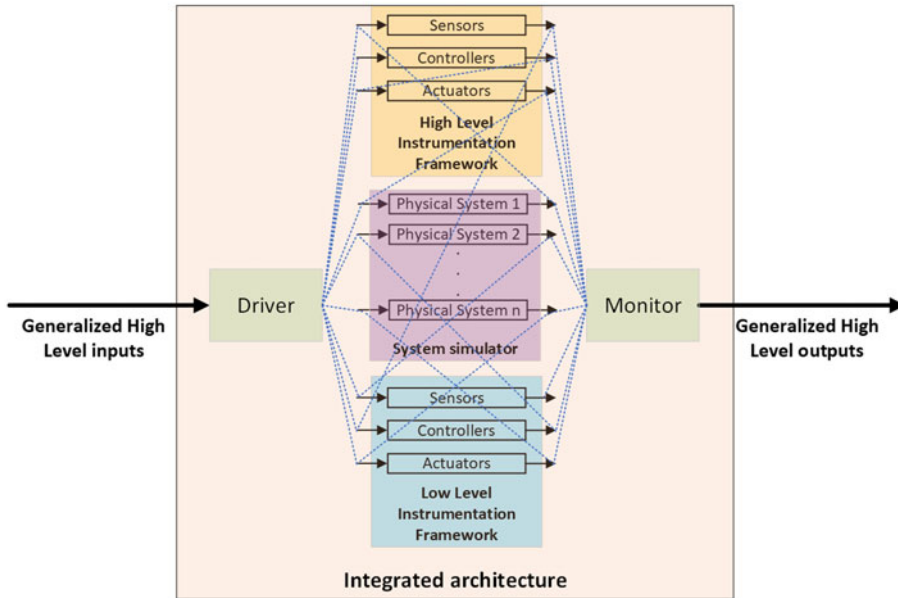 Sensors
Controllers
Actuators
High Level
Instrumentation
Framework
Physical System 1
Physical System 2
.
.
.
Physical System n
System simulator
Driver
Monitor
Generalized High
Level inputs
Generalized High
Level outputs
Sensors
Controllers
Actuators
Low Level
Instrumentation
Framework
Integrated architecture